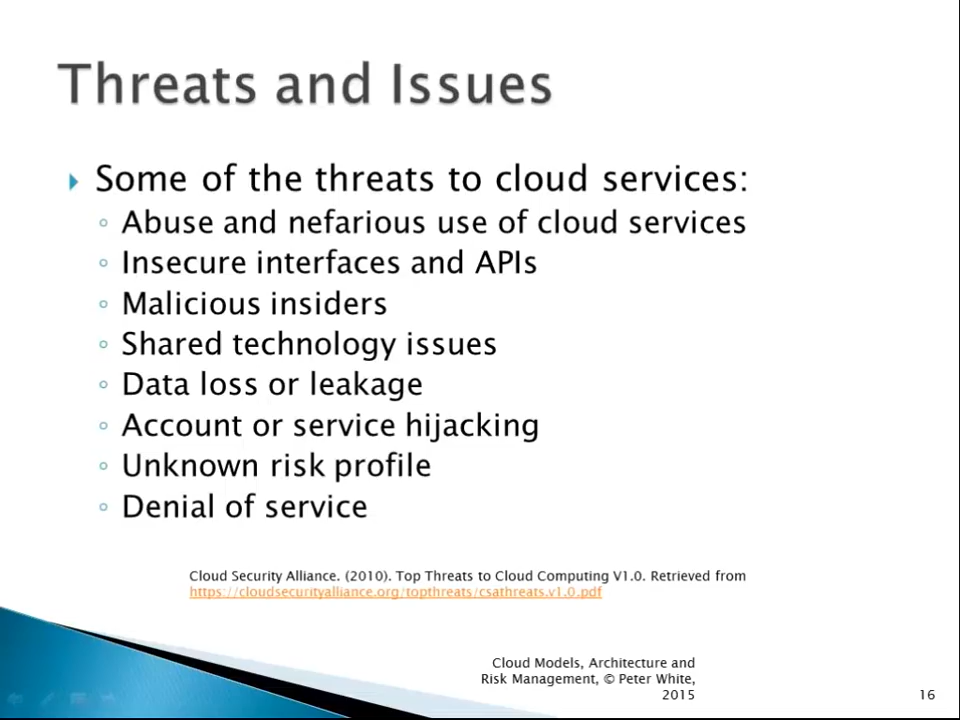 Threats and Issues
Some of the threats to cloud services:
Abuse and nefarious use of cloud services
Insecure interfaces and APIs
Malicious insiders
Shared technology issues
Data loss or leakage
Account or service hijacking
Unknown risk profile
Denial of service
Cloud Security Alliance. (2010). Top Threats to Cloud Computing V1.0. Retrieved from
https://cloudsecurityalliance.org/topthreats/csathreats.v1.0.pdf
Cloud Models, Architecture and
Risk Management, © Peter White,
2015
16